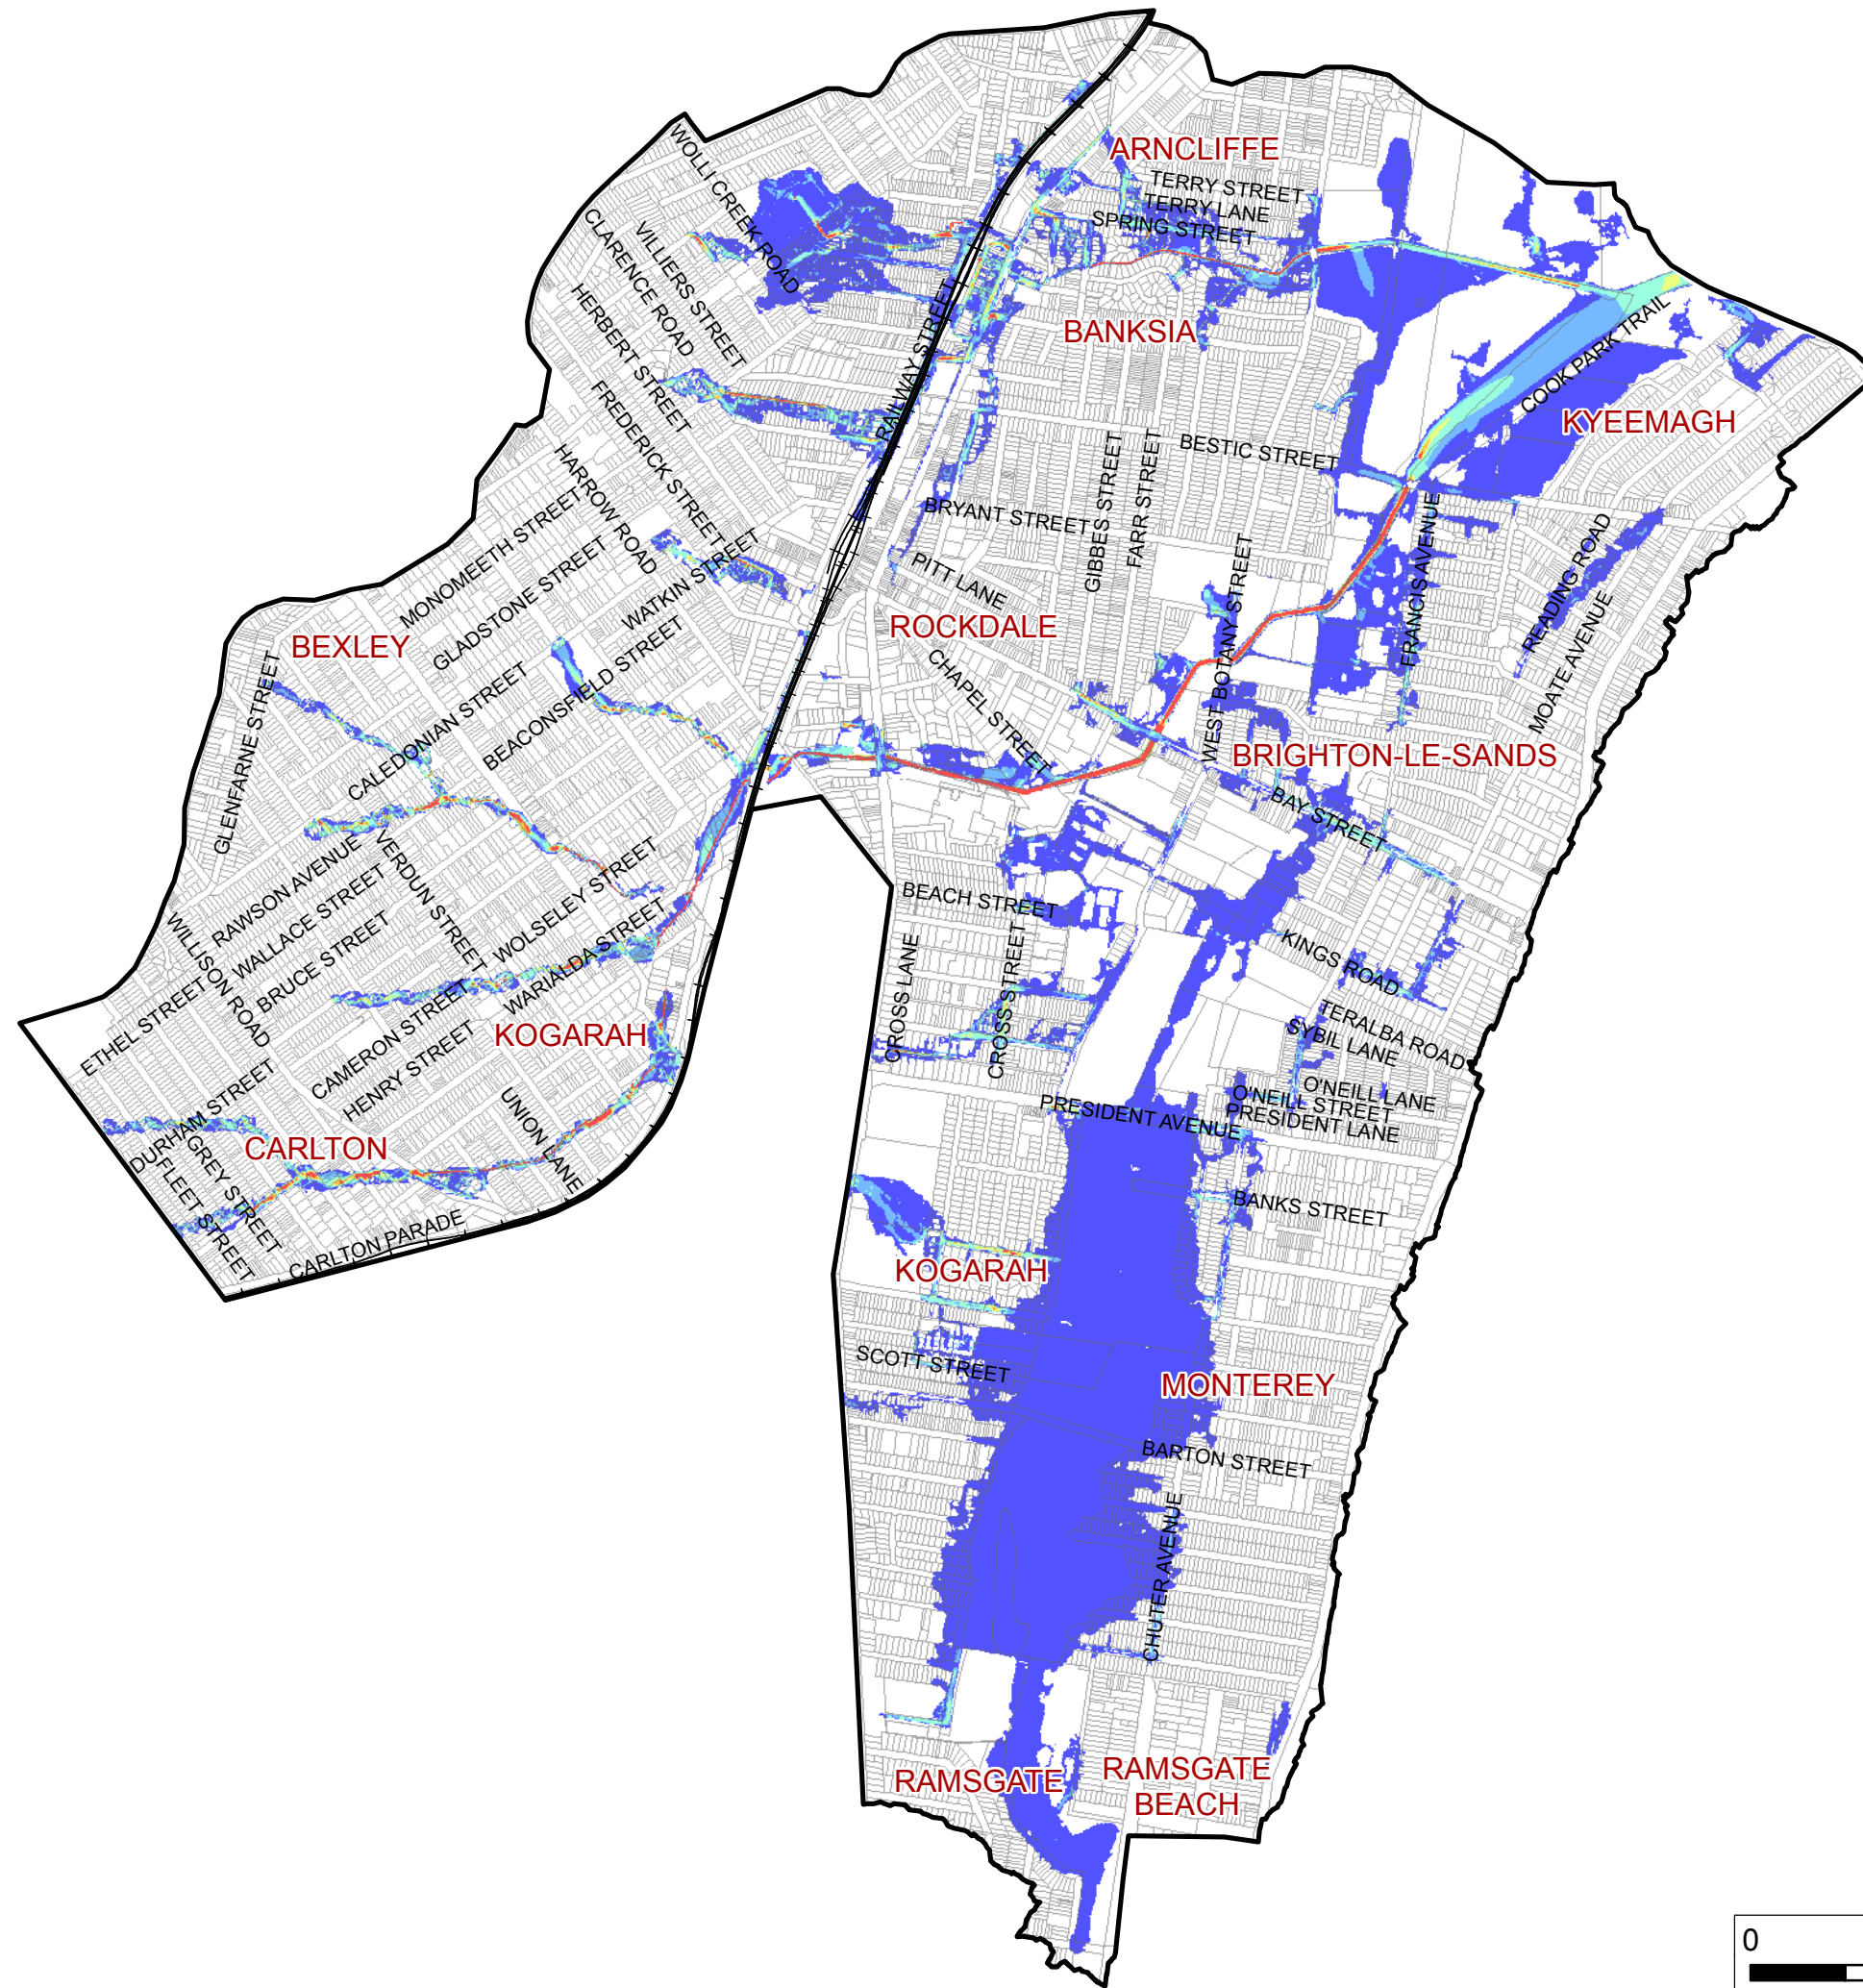 ARNCLIFFE
TERRY STREET
TERRY LANE
SPRING STREET
WOLLI CREEK ROAD
VILLIERS STREET
CLARENCE ROAD
HERBERT STREET
BANKSIA
RAILWAY STREET
COOK PARK TRAIL
KYEEMAGH
FREDERICK STREET
HARROW ROAD
BESTIC STREET
GIBBES STREET
FARR STREET
BRYANT STREET
FRANCIS AVENUE
READING ROAD
MOATE AVENUE
MONOMEETH STREET
GLADSTONE STREET
WATKIN STREET
PITT LANE
WEST BOTANY STREET
ROCKDALE
BEXLEY
BEACONSFIELD STREET
CALEDONIAN STREET
GLENFARNE STREET
CHAPEL STREET
BRIGHTON-LE-SANDS
BAY STREET
RAWSON AVENUE
VERDUN STREET
WALLACE STREET
WOLSELEY STREET
BRUCE STREET
WILLISON ROAD
WARIALDA STREET
BEACH STREET
KINGS ROAD
CROSS LANE
CROSS STREET
ETHEL STREET
CAMERON STREET
HENRY STREET
KOGARAH
TERALBA ROAD
SYBIL LANE
O'NEILL LANE
O'NEILL STREET
PRESIDENT LANE
PRESIDENT AVENUE
DURHAM STREET
GREY STREET
FLEET STREET
CARLTON
UNION LANE
CARLTON PARADE
BANKS STREET
KOGARAH
SCOTT STREET
MONTEREY
BARTON STREET
CHUTER AVENUE
RAMSGATE
RAMSGATE
BEACH
0